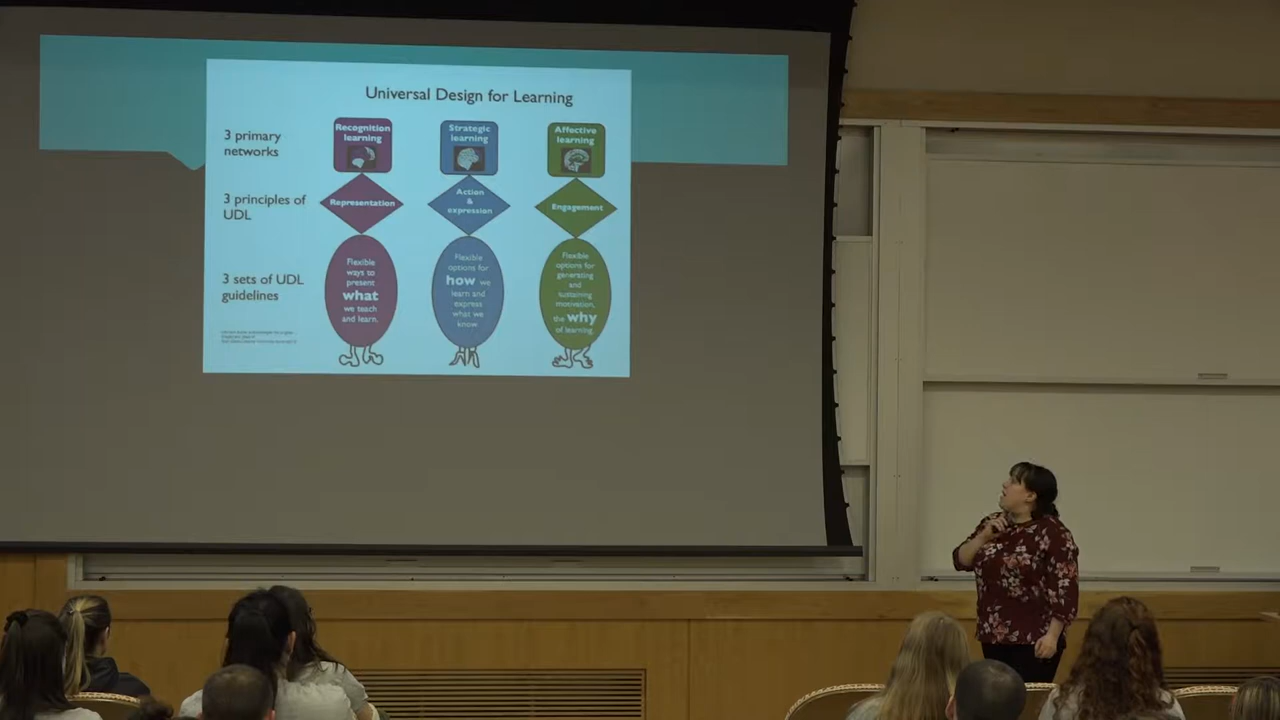 Universal Design for Learning
3 primary
networks
Recognition
learning
Strategic
learning
Affective
learning
3 principles of
UDL
Representation
Action
&
expression
Engagement
3 sets of UDL
guidelines
Flexible
ways to
present
what
we teach
and learn.
Flexible
options for
how we
learn and
express
what we
know
Flexible
options for
generating
and
sustaining
motivation,
the why
of learning.